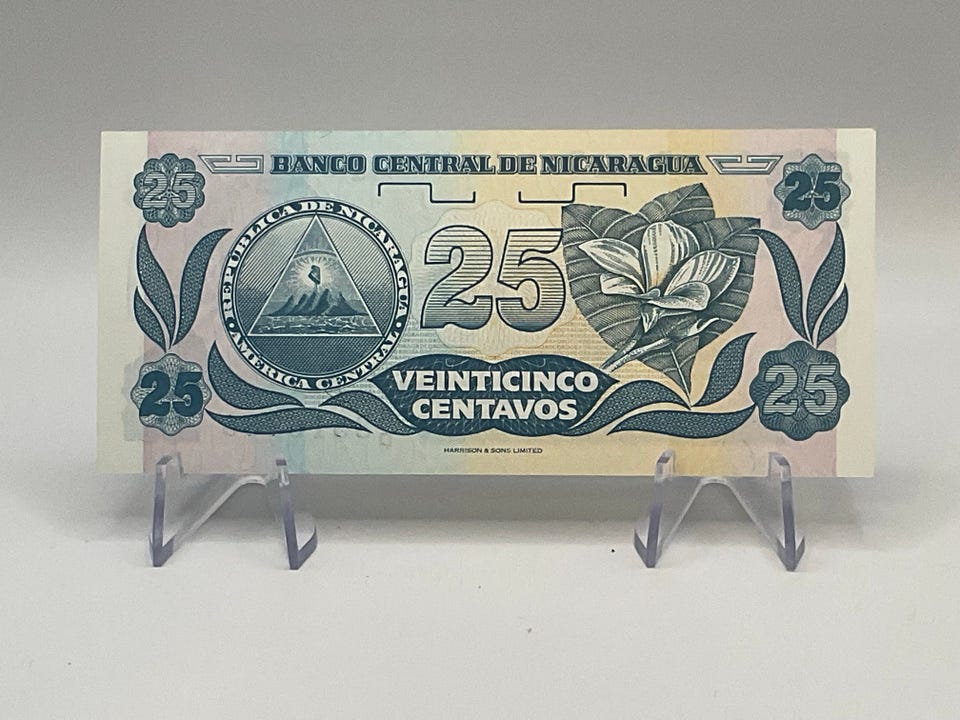 BANCO CENTRAL DE NICARAGUA
25
25
REPUBLICA DE NICARAGUA
AMERICA CENTRAL
25
VEINTICINCO
CENTAVOS
25
25
HARRISON & SONS LIMITED